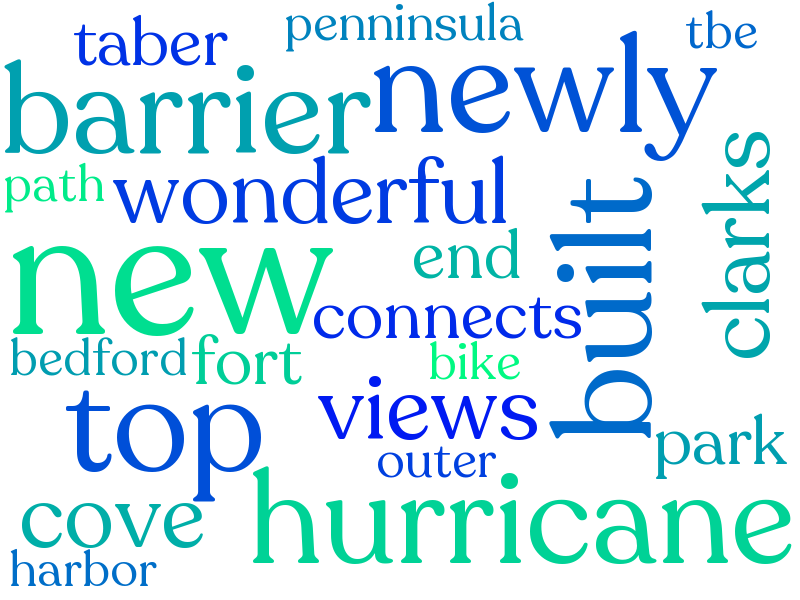 taber penninsula tbe
barrier newly
path wonderful
new end built clarks
connects
bedford fort bike
top views
outer park
cove hurricane
harbor